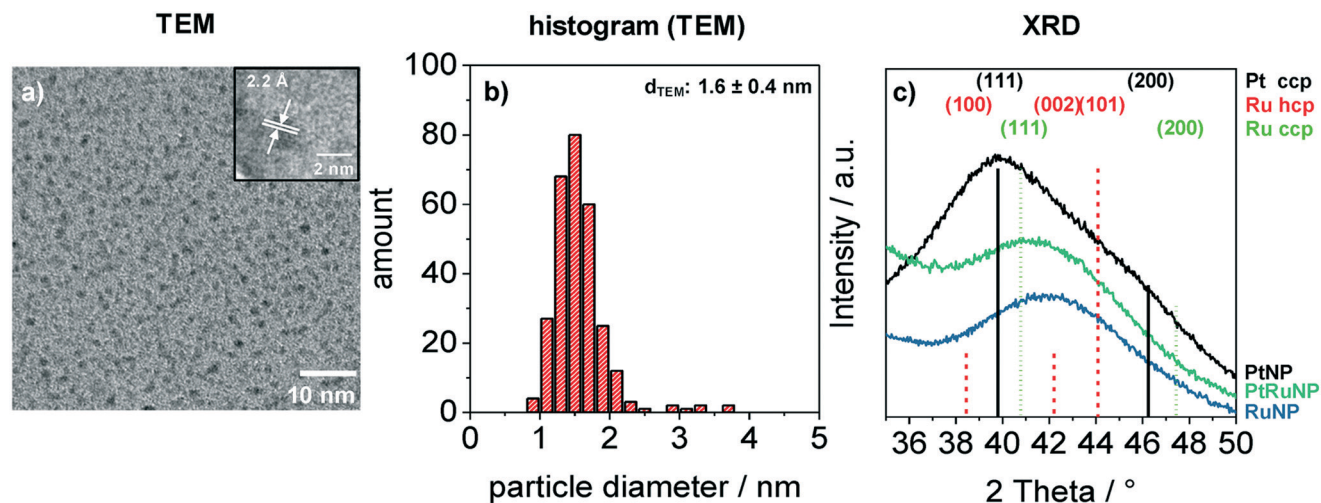 TEM
a)
2.2 Å
2 nm
10 nm
histogram (TEM)
b)
d_TEM: 1.6 ± 0.4 nm
amount
100
80
60
40
20
0
0 1 2 3 4 5
particle diameter / nm
XRD
c)
(111) (200)
(100) (002)(101)
(111) (200)
Pt ccp
Ru hcp
Ru ccp
Intensity / a.u.
PtNP
PtRuNP
RuNP
36 38 40 42 44 46 48 50
2 Theta / °